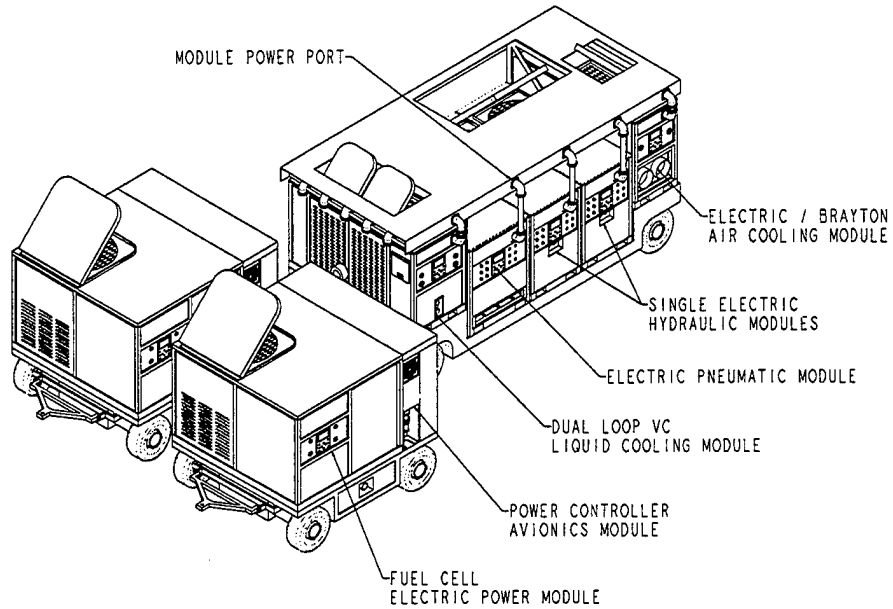 MODULE POWER PORT
ELECTRIC / BRAYTON
AIR COOLING MODULE
SINGLE ELECTRIC
HYDRAULIC MODULES
ELECTRIC PNEUMATIC MODULE
DUAL LOOP VC
LIQUID COOLING MODULE
POWER CONTROLLER
AVIONICS MODULE
FUEL CELL
ELECTRIC POWER MODULE